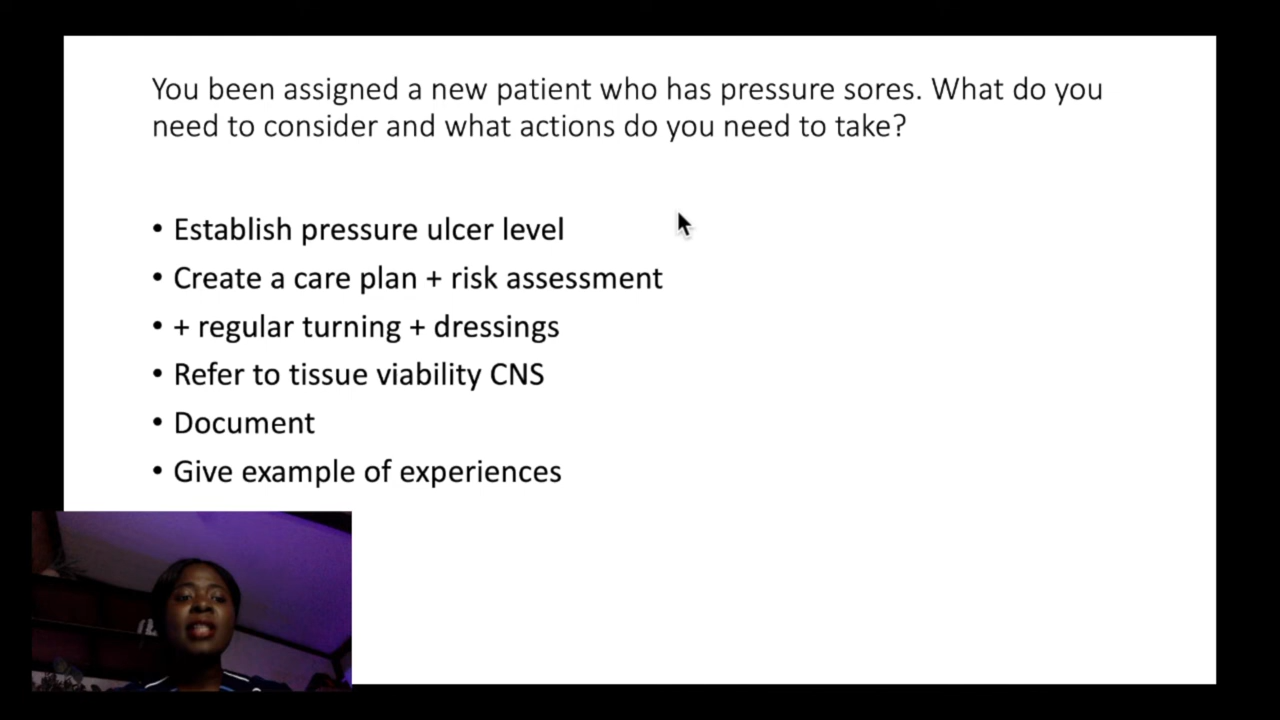 You been assigned a new patient who has pressure sores. What do you
need to consider and what actions do you need to take?
• Establish pressure ulcer level
• Create a care plan + risk assessment
• + regular turning + dressings
• Refer to tissue viability CNS
• Document
• Give example of experiences